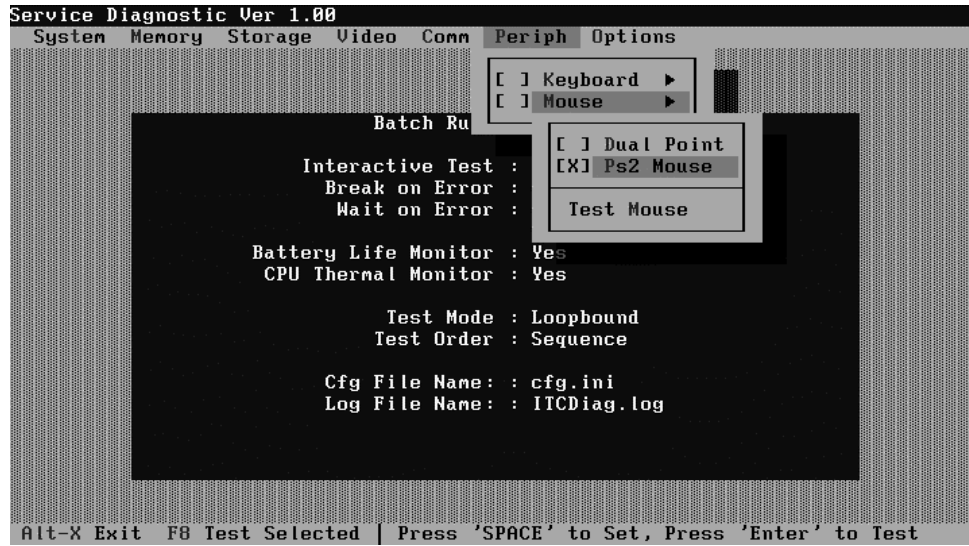 Service Diagnostic Ver 1.00
System Memory Storage Video Comm Periph Options
[ ] Keyboard ►
[ ] Mouse ►
Batch Ru
[ ] Dual Point
[X] Ps2 Mouse
Test Mouse
Interactive Test :
Break on Error :
Wait on Error :
Battery Life Monitor : Yes
CPU Thermal Monitor : Yes
Test Mode : Loopbound
Test Order : Sequence
Cfg File Name: : cfg.ini
Log File Name: : ITCDiag.log
Alt-X Exit F8 Test Selected | Press 'SPACE' to Set, Press 'Enter' to Test